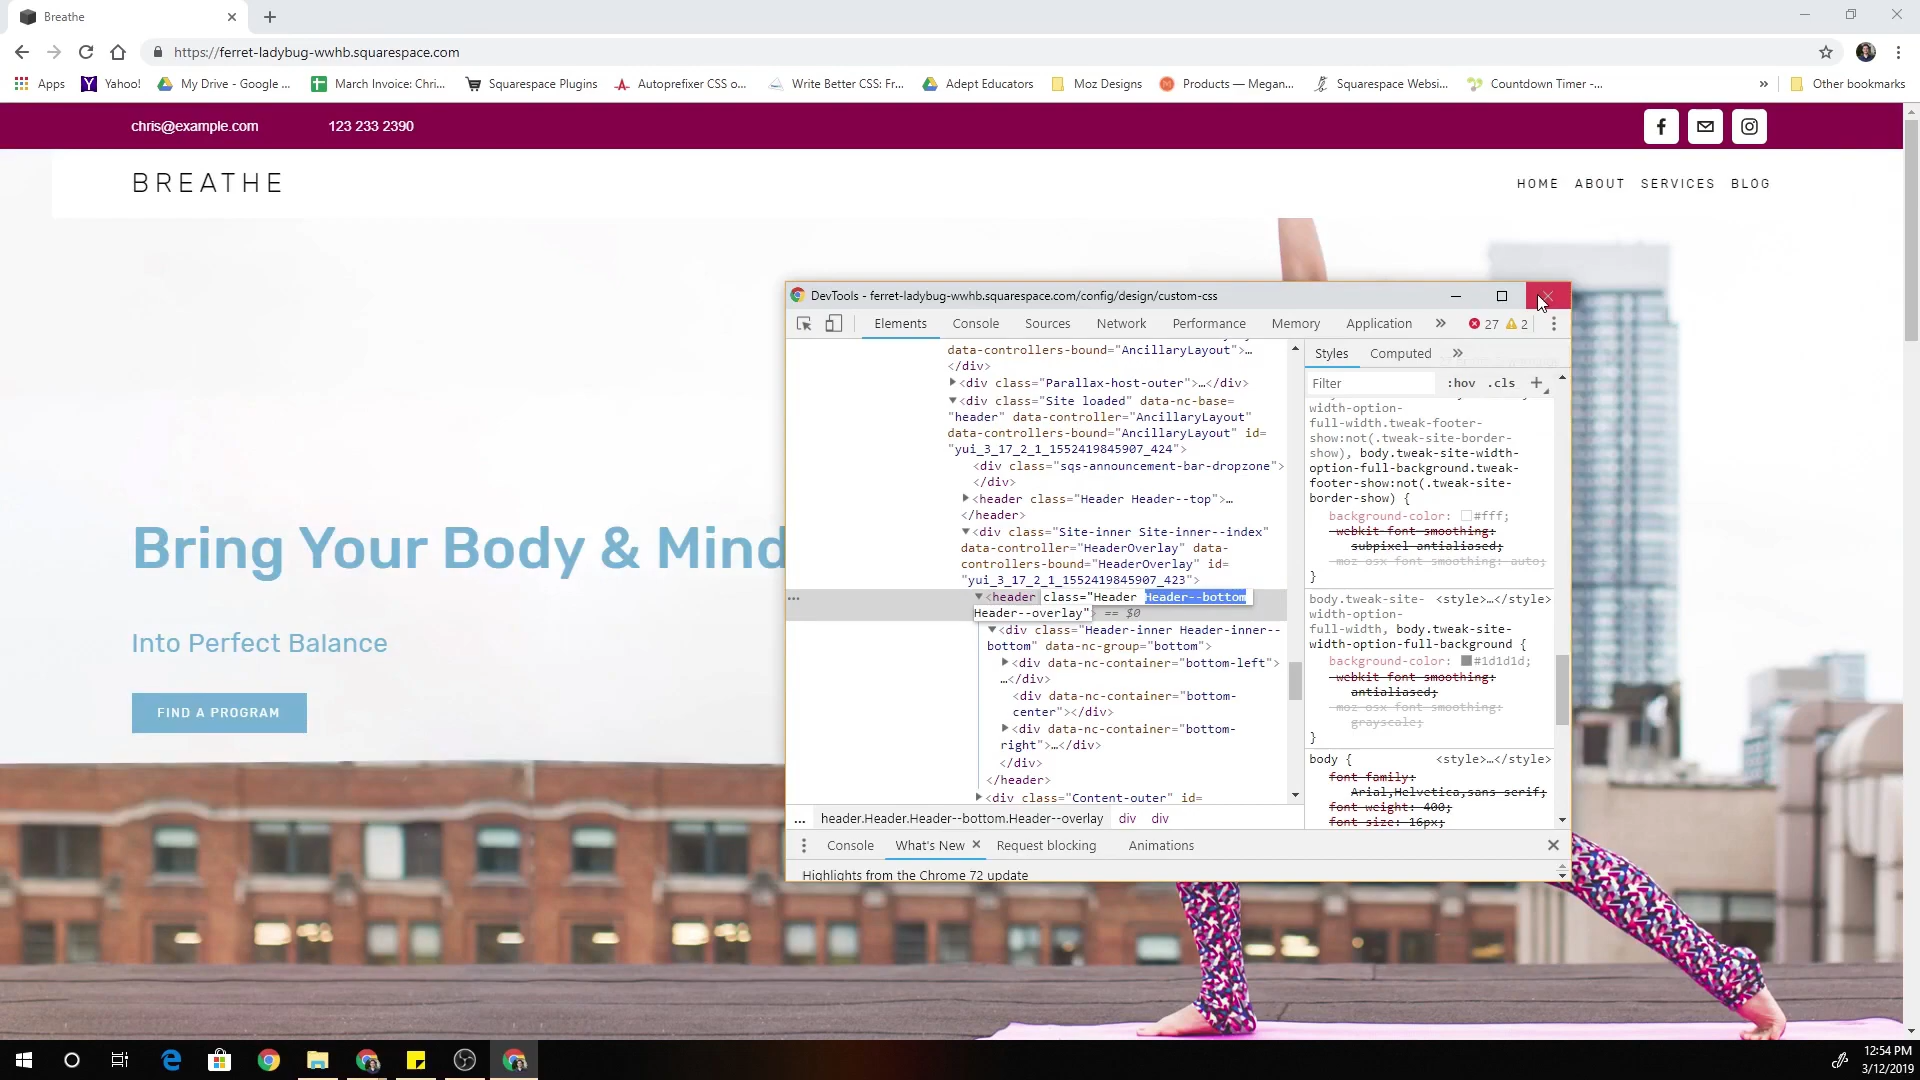 Breathe
https://ferret-ladybug-wwhb.squarespace.com
Apps Yahoo! My Drive - Google ... March Invoice: Chri... Squarespace Plugins Autoprefixer CSS o... Write Better CSS: Fr... Adept Educators Moz Designs Products — Megan... Squarespace Websi... Countdown Timer -... » Other bookmarks
chris@example.com 123 233 2390
BREATHE HOME ABOUT SERVICES BLOG
Bring Your Body & Mind
Into Perfect Balance
FIND A PROGRAM
DevTools - ferret-ladybug-wwhb.squarespace.com/config/design/custom-css
Elements Console Sources Network Performance Memory Application » 27 2
data-controllers-bound="AncillaryLayout">…
</div>
<div class="Parallax-host-outer">…</div>
<div class="Site loaded" data-nc-base=
"header" data-controller="AncillaryLayout"
data-controllers-bound="AncillaryLayout" id=
"yui_3_17_2_1_1552419845907_424">
<div class="sqs-announcement-bar-dropzone">
</div>
<header class="Header Header--top">…
</header>
<div class="Site-inner Site-inner--index"
data-controller="HeaderOverlay" data-
controllers-bound="HeaderOverlay" id=
"yui_3_17_2_1_1552419845907_423">
... <header class="Header Header--bottom
Header--overlay"> == $0
<div class="Header-inner Header-inner--
bottom" data-nc-group="bottom">
<div data-nc-container="bottom-left">
…</div>
<div data-nc-container="bottom-
center"></div>
<div data-nc-container="bottom-
right">…</div>
</div>
</header>
<div class="Content-outer" id=
... header.Header.Header--bottom.Header--overlay div div
Styles Computed »
Filter :hov .cls +
width-option-
full-width.tweak-footer-
show:not(.tweak-site-border-
show), body.tweak-site-width-
option-full-background.tweak-
footer-show:not(.tweak-site-
border-show) {
background-color: #fff;
-webkit-font-smoothing:
subpixel-antialiased;
-moz-osx-font-smoothing: auto;
}
body.tweak-site- <style>…</style>
width-option-
full-width, body.tweak-site-
width-option-full-background {
background-color: #1d1d1d;
-webkit-font-smoothing:
antialiased;
-moz-osx-font-smoothing:
grayscale;
}
body { <style>…</style>
font-family:
Arial,Helvetica,sans-serif;
font-weight: 400;
font-size: 16px;
Console What's New Request blocking Animations
Highlights from the Chrome 72 update
12:54 PM
3/12/2019